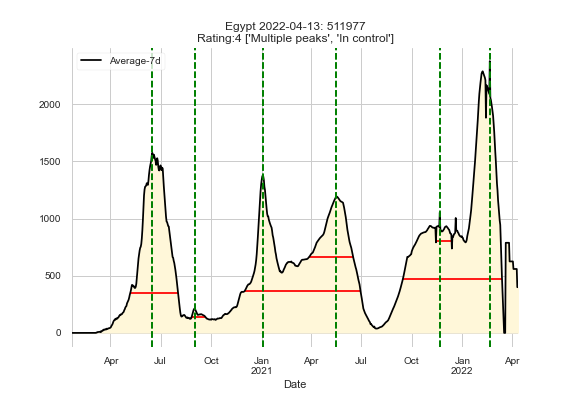 Egypt 2022-04-13: 511977
Rating:4 ['Multiple peaks', 'In control']
Average-7d
2000
1500
1000
500
0
Apr
Jul
Oct
Jan
2021
Apr
Jul
Oct
Jan
2022
Apr
Date